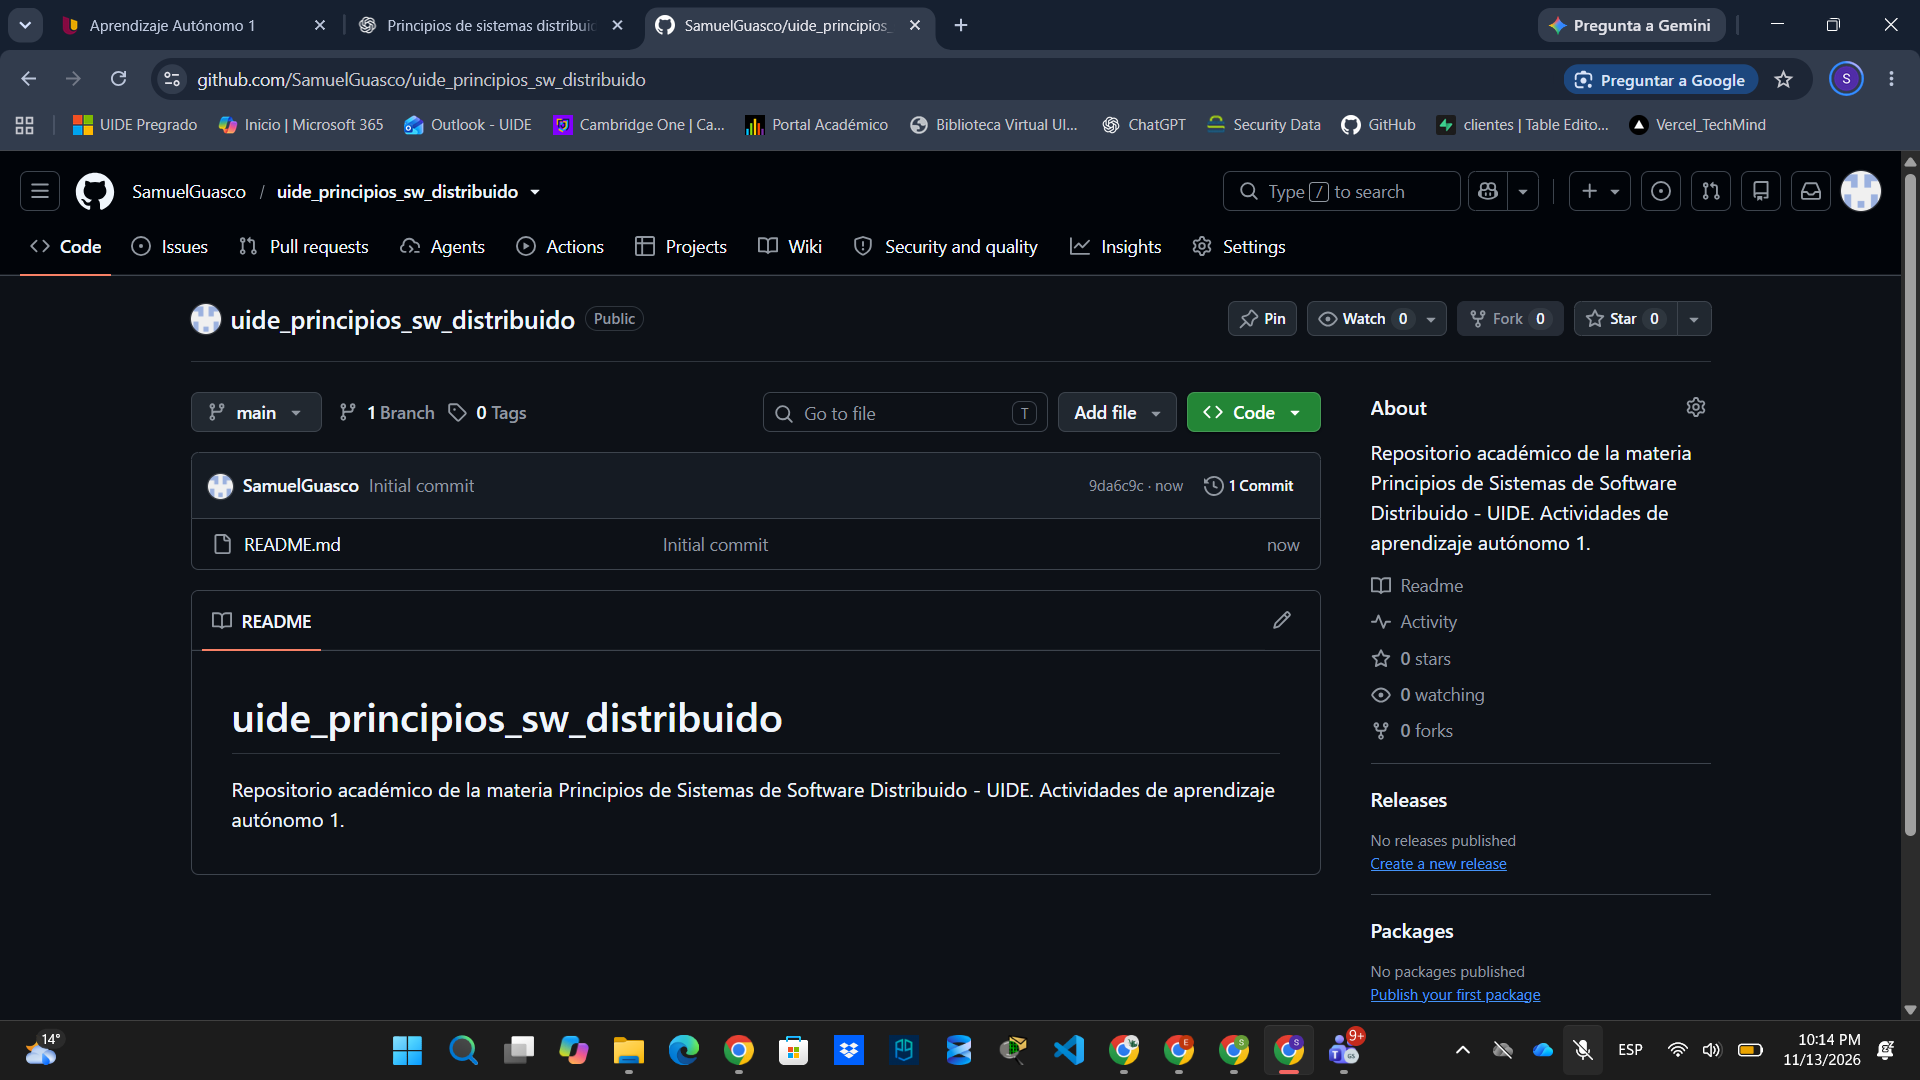 Aprendizaje Autónomo 1
Principios de sistemas distribuid
SamuelGuasco/uide_principios_
Pregunta a Gemini
github.com/SamuelGuasco/uide_principios_sw_distribuido
Preguntar a Google
S
UIDE Pregrado
Inicio | Microsoft 365
Outlook - UIDE
Cambridge One | Ca...
Portal Académico
Biblioteca Virtual UI...
ChatGPT
Security Data
GitHub
clientes | Table Edito...
Vercel_TechMind
SamuelGuasco / uide_principios_sw_distribuido
Type / to search
Code
Issues
Pull requests
Agents
Actions
Projects
Wiki
Security and quality
Insights
Settings
uide_principios_sw_distribuido Public
Pin
Watch 0
Fork 0
Star 0
main
1 Branch
0 Tags
Go to file T
Add file
Code
SamuelGuasco Initial commit
9da6c9c · now
1 Commit
README.md
Initial commit
now
README
uide_principios_sw_distribuido
Repositorio académico de la materia Principios de Sistemas de Software Distribuido - UIDE. Actividades de aprendizaje
autónomo 1.
About
Repositorio académico de la materia
Principios de Sistemas de Software
Distribuido - UIDE. Actividades de
aprendizaje autónomo 1.
Readme
Activity
0 stars
0 watching
0 forks
Releases
No releases published
Create a new release
Packages
No packages published
Publish your first package
14°
E
S
S
9+
T
GS
ESP
10:14 PM
11/13/2026